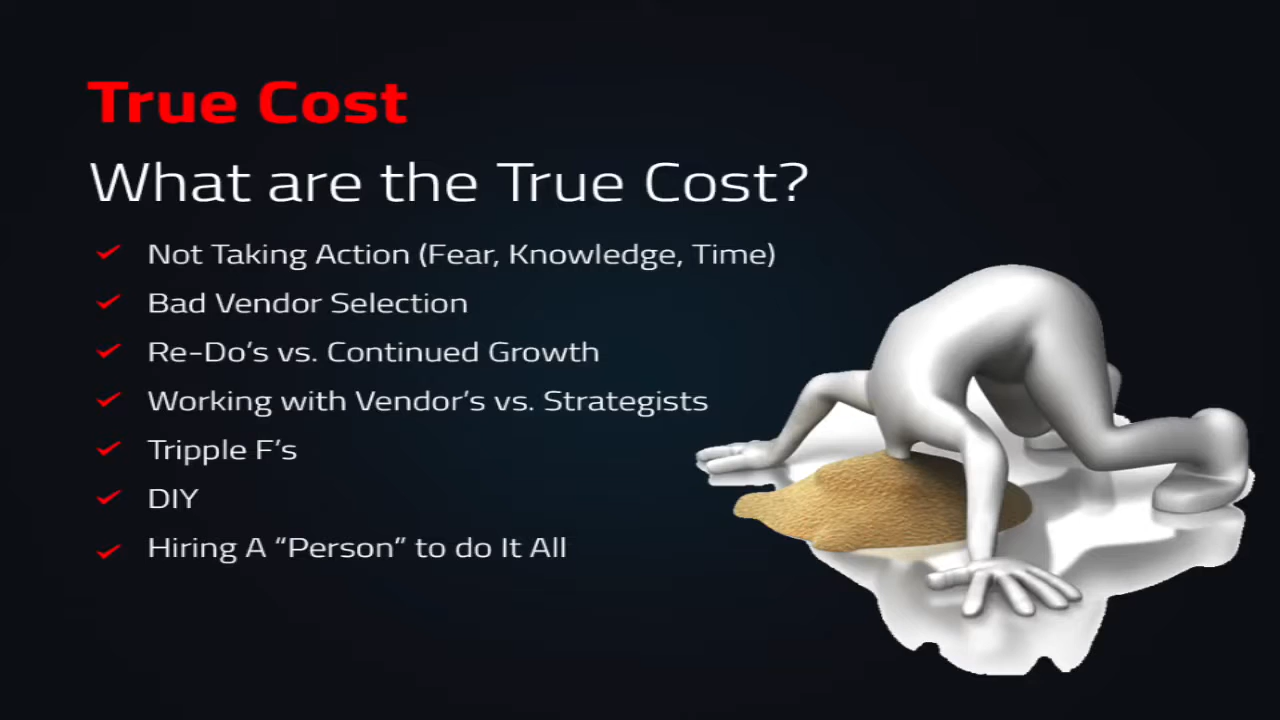 True Cost
What are the True Cost?
Not Taking Action (Fear, Knowledge, Time)
Bad Vendor Selection
Re-Do's vs. Continued Growth
Working with Vendor's vs. Strategists
Tripple F's
DIY
Hiring A “Person” to do It All